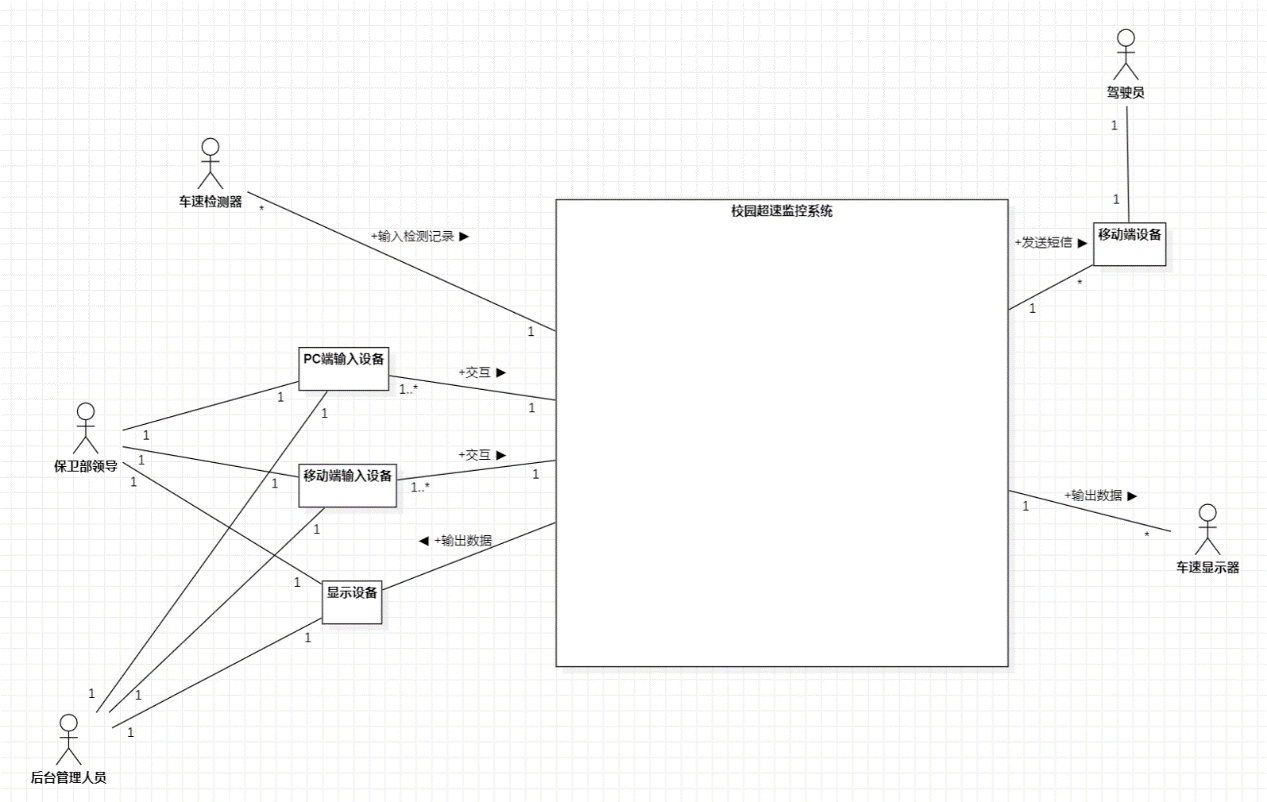 驾驶员
1
1
车速检测器
*
校园超速监控系统
+输入检测记录 ▶
+发送短信 ▶
移动端设备
*
1
1
PC端输入设备
+交互 ▶
1..*
1
1
1
1
保卫部领导
1
1
1
移动端输入设备
+交互 ▶
1..*
1
1
1
+输出数据 ▶
1
*
车速显示器
◀ +输出数据
显示设备
1
1
1
1
1
后台管理人员